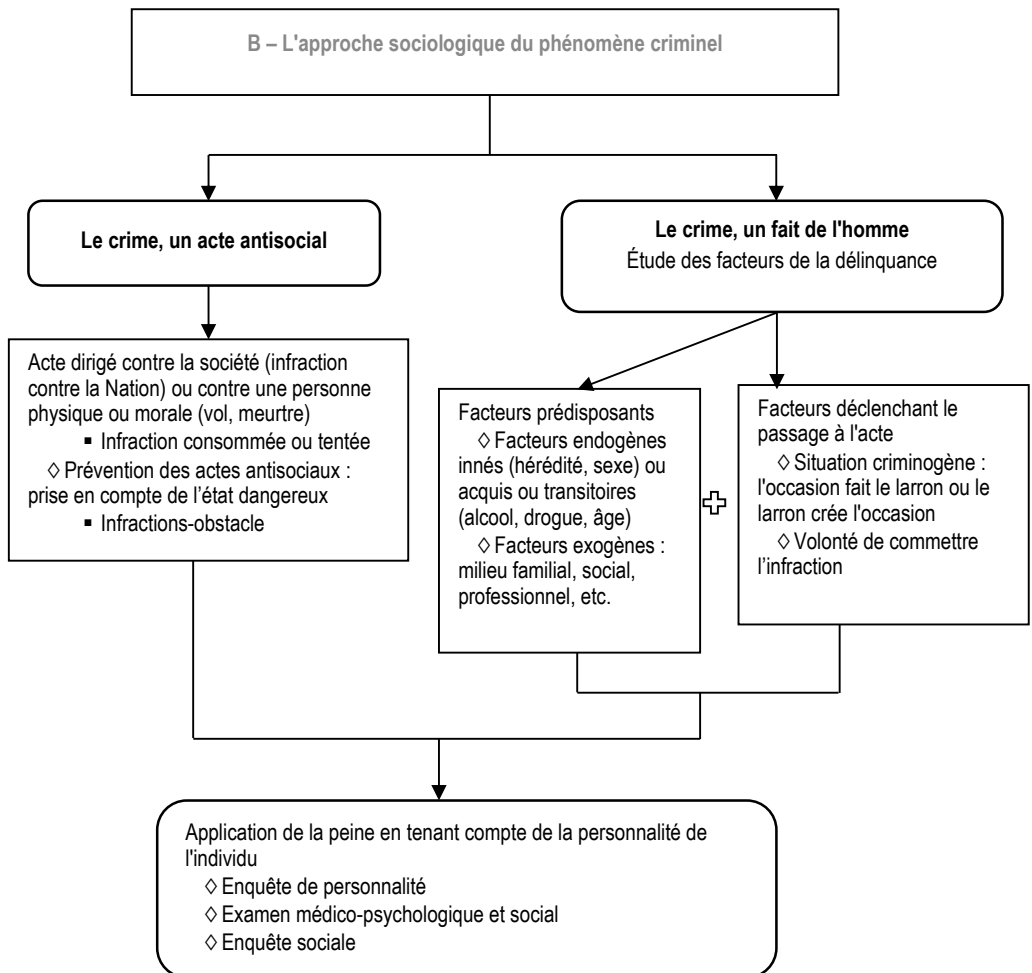 B – L'approche sociologique du phénomène criminel
Le crime, un acte antisocial
Le crime, un fait de l'homme
Étude des facteurs de la délinquance
Acte dirigé contre la société (infraction
contre la Nation) ou contre une personne
physique ou morale (vol, meurtre)
▪ Infraction consommée ou tentée
◊ Prévention des actes antisociaux :
prise en compte de l'état dangereux
▪ Infractions-obstacle
Facteurs prédisposants
◊ Facteurs endogènes
innés (hérédité, sexe) ou
acquis ou transitoires
(alcool, drogue, âge)
◊ Facteurs exogènes :
milieu familial, social,
professionnel, etc.
Facteurs déclenchant le
passage à l'acte
◊ Situation criminogène :
l'occasion fait le larron ou le
larron crée l'occasion
◊ Volonté de commettre
l'infraction
Application de la peine en tenant compte de la personnalité de
l'individu
◊ Enquête de personnalité
◊ Examen médico-psychologique et social
◊ Enquête sociale